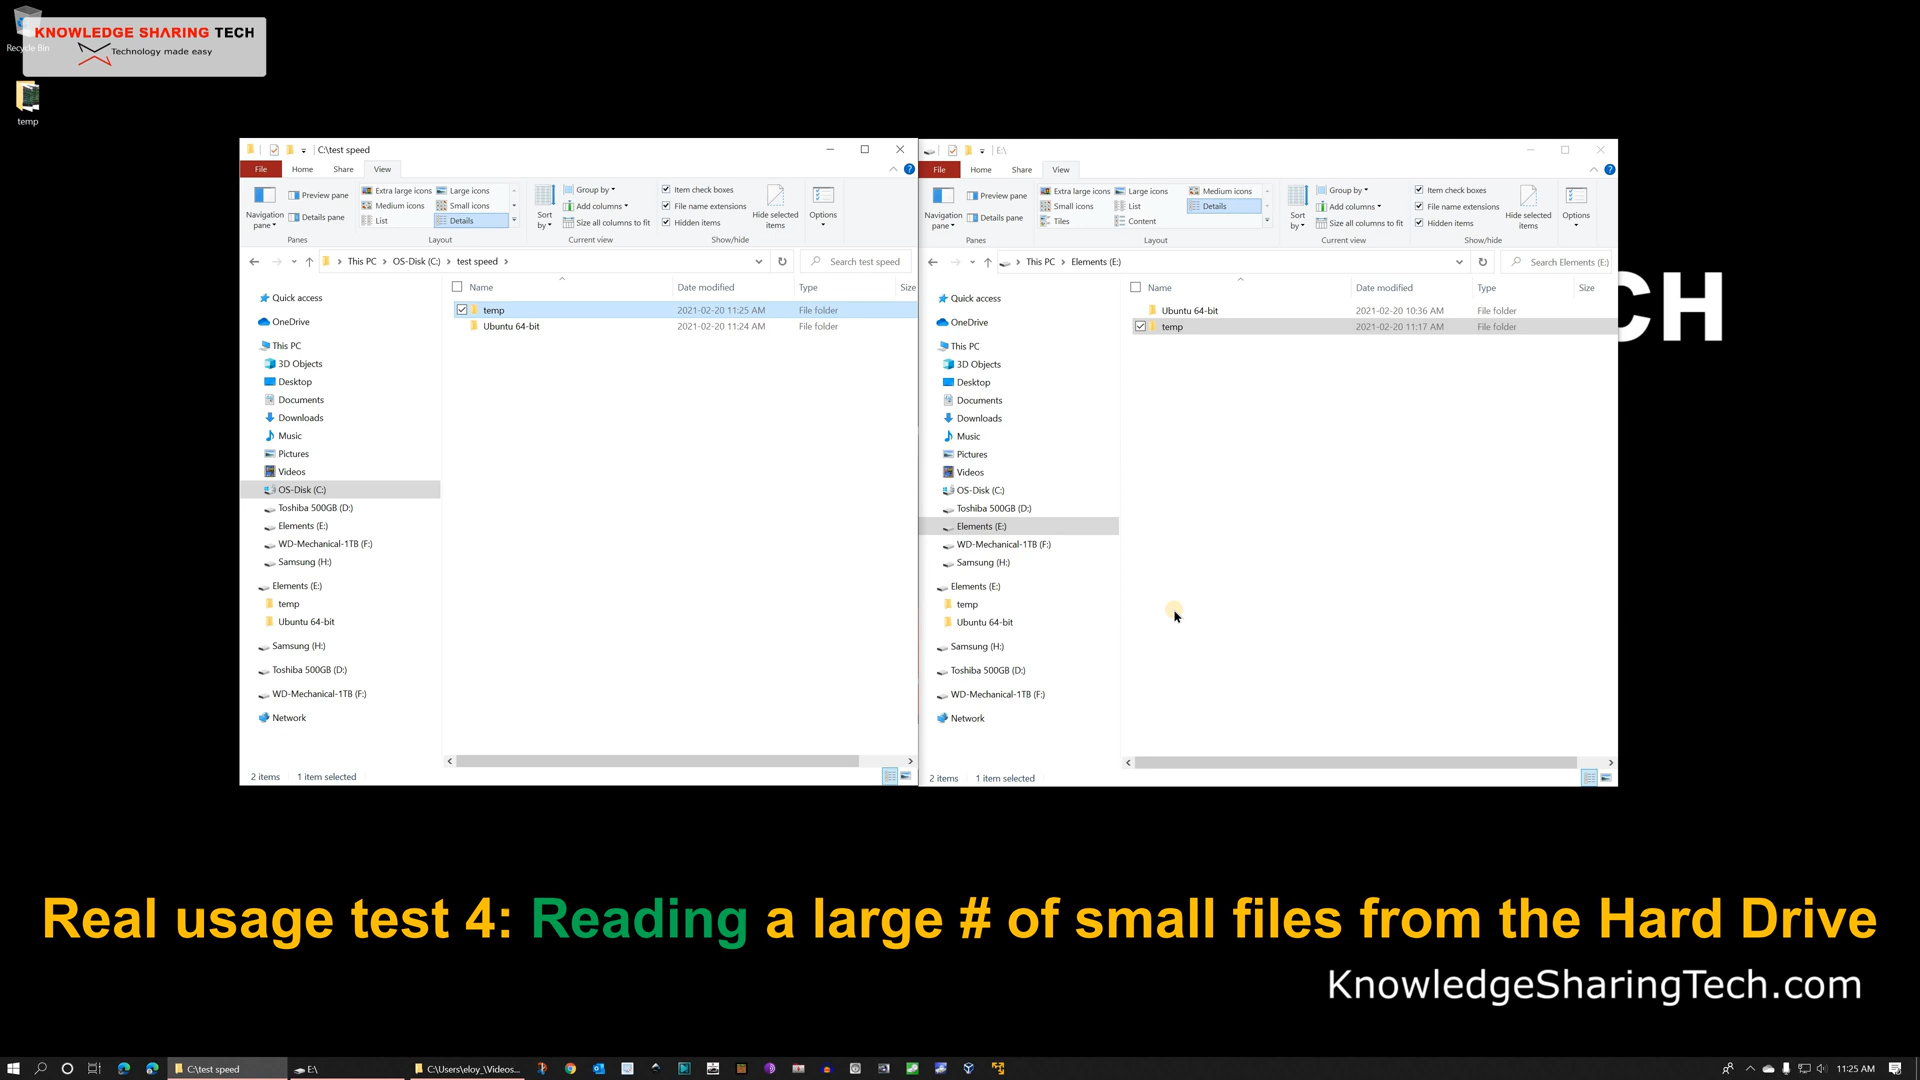 KNOWLEDGE SHARING TECH
Technology made easy
Recycle Bin
temp
C:\test speed
File Home Share View
Navigation pane
Preview pane
Details pane
Panes
Extra large icons Large icons
Medium icons Small icons
List Details
Layout
Sort by
Group by
Add columns
Size all columns to fit
Current view
Item check boxes
File name extensions
Hidden items
Hide selected items
Show/hide
Options
This PC > OS-Disk (C:) > test speed >
Search test speed
Name Date modified Type Size
temp 2021-02-20 11:25 AM File folder
Ubuntu 64-bit 2021-02-20 11:24 AM File folder
Quick access
OneDrive
This PC
3D Objects
Desktop
Documents
Downloads
Music
Pictures
Videos
OS-Disk (C:)
Toshiba 500GB (D:)
Elements (E:)
WD-Mechanical-1TB (F:)
Samsung (H:)
Elements (E:)
temp
Ubuntu 64-bit
Samsung (H:)
Toshiba 500GB (D:)
WD-Mechanical-1TB (F:)
Network
2 items 1 item selected
E:\
File Home Share View
Navigation pane
Preview pane
Details pane
Panes
Extra large icons Large icons Medium icons
Small icons List Details
Tiles Content
Layout
Sort by
Group by
Add columns
Size all columns to fit
Current view
Item check boxes
File name extensions
Hidden items
Hide selected items
Show/hide
Options
This PC > Elements (E:)
Search Elements (E:)
Name Date modified Type Size
Ubuntu 64-bit 2021-02-20 10:36 AM File folder
temp 2021-02-20 11:17 AM File folder
Quick access
OneDrive
This PC
3D Objects
Desktop
Documents
Downloads
Music
Pictures
Videos
OS-Disk (C:)
Toshiba 500GB (D:)
Elements (E:)
WD-Mechanical-1TB (F:)
Samsung (H:)
Elements (E:)
temp
Ubuntu 64-bit
Samsung (H:)
Toshiba 500GB (D:)
WD-Mechanical-1TB (F:)
Network
2 items 1 item selected
CH
Real usage test 4: Reading a large # of small files from the Hard Drive
KnowledgeSharingTech.com
C:\test speed
E:\
C:\Users\eloy_\Videos...
11:25 AM